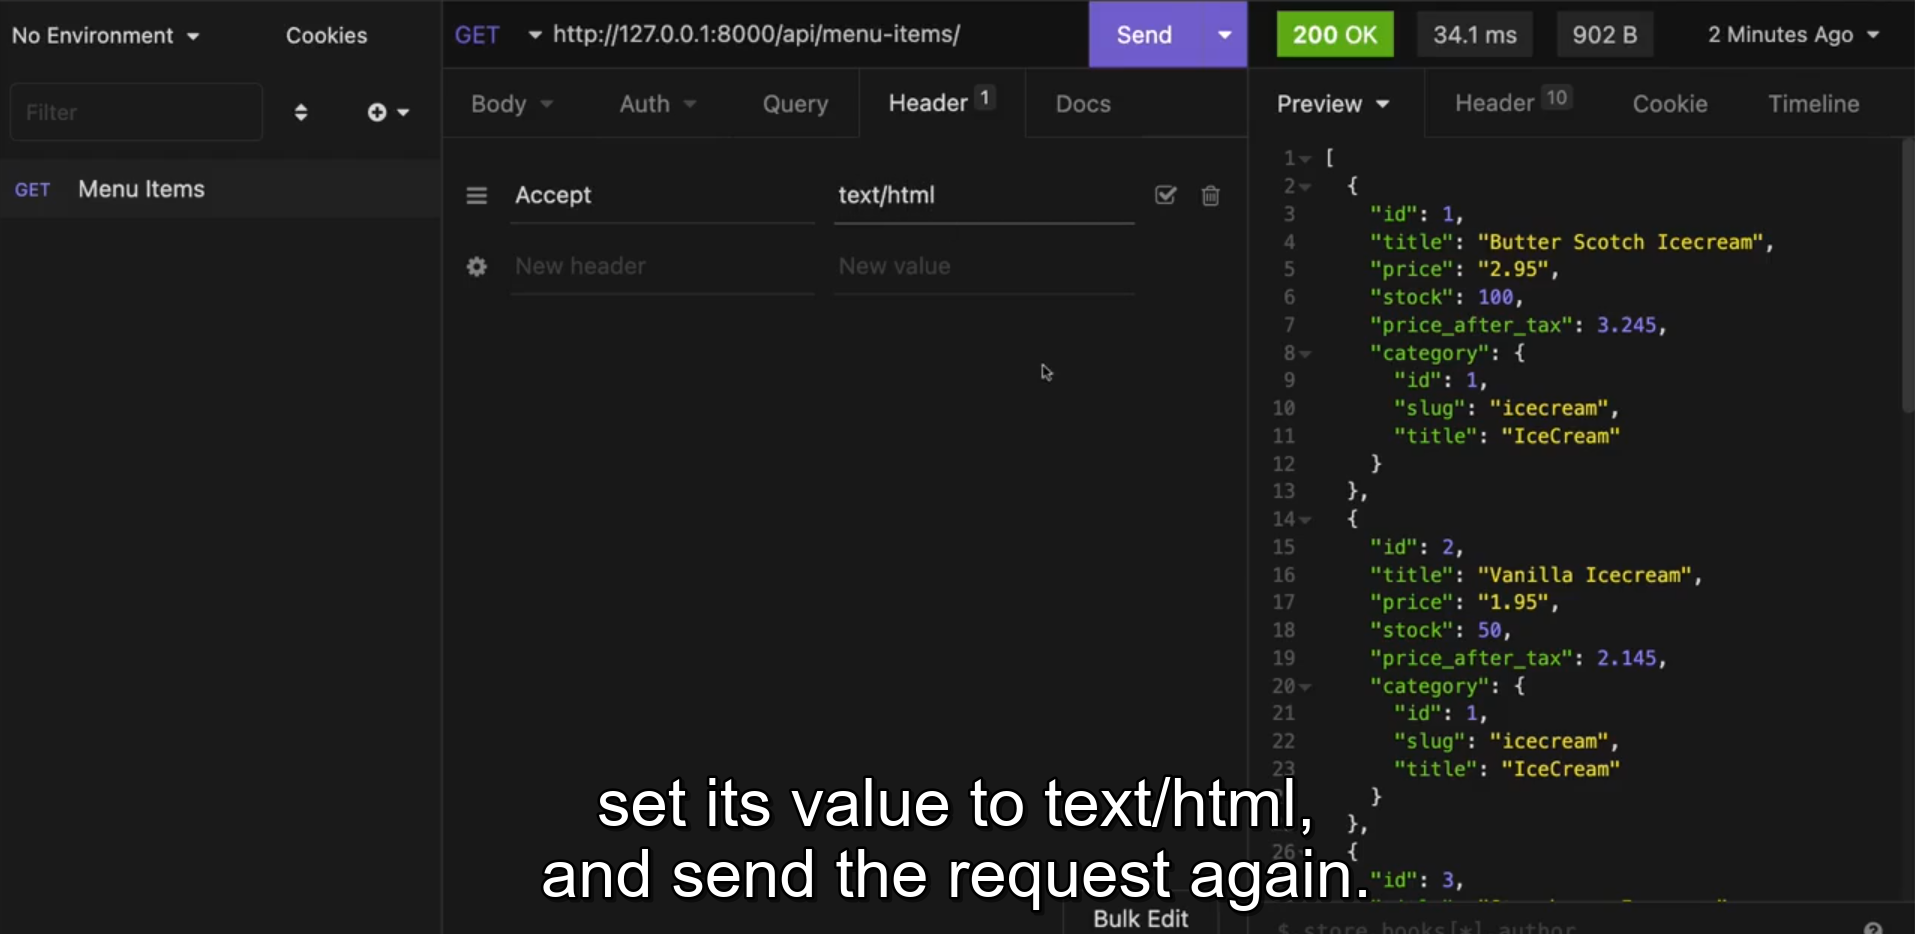 No Environment
Cookies
GET http://127.0.0.1:8000/api/menu-items/
Send
200 OK
34.1 ms
902 B
2 Minutes Ago
Filter
Body
Auth
Query
Header 1
Docs
Preview
Header 10
Cookie
Timeline
GET Menu Items
Accept
text/html
New header
New value
1 [
2 {
3 "id": 1,
4 "title": "Butter Scotch Icecream",
5 "price": "2.95",
6 "stock": 100,
7 "price_after_tax": 3.245,
8 "category": {
9 "id": 1,
10 "slug": "icecream",
11 "title": "IceCream"
12 }
13 },
14 {
15 "id": 2,
16 "title": "Vanilla Icecream",
17 "price": "1.95",
18 "stock": 50,
19 "price_after_tax": 2.145,
20 "category": {
21 "id": 1,
22 "slug": "icecream",
23 "title": "IceCream"
}
},
26 {
"id": 3,
set its value to text/html,
and send the request again.
Bulk Edit
$.store.books[*].author